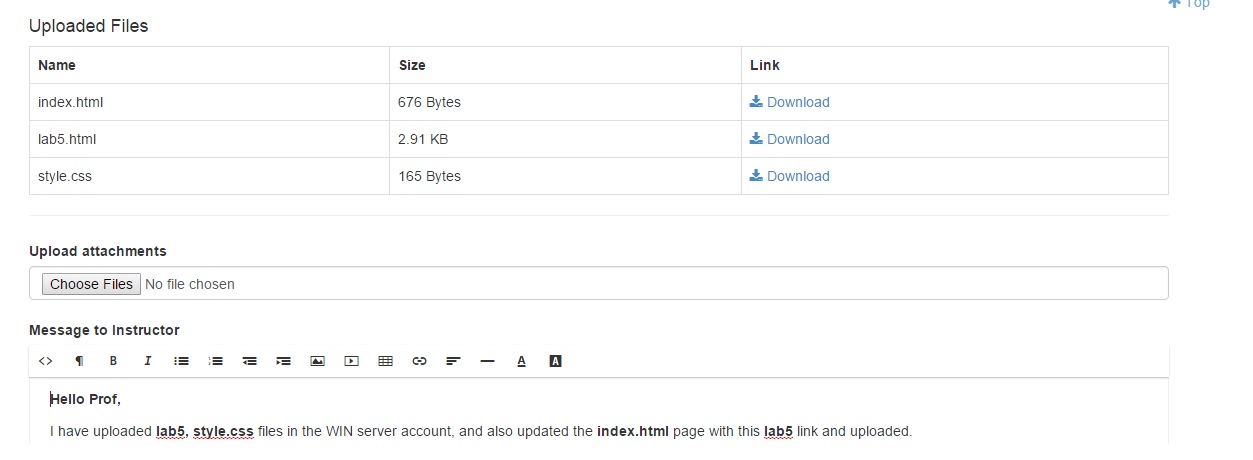 Top
Uploaded Files
Name Size Link
index.html 676 Bytes Download
lab5.html 2.91 KB Download
style.css 165 Bytes Download
Upload attachments
Choose Files No file chosen
Message to Instructor
<> ¶ B I A A
Hello Prof,
I have uploaded lab5, style.css files in the WIN server account, and also updated the index.html page with this lab5 link and uploaded.